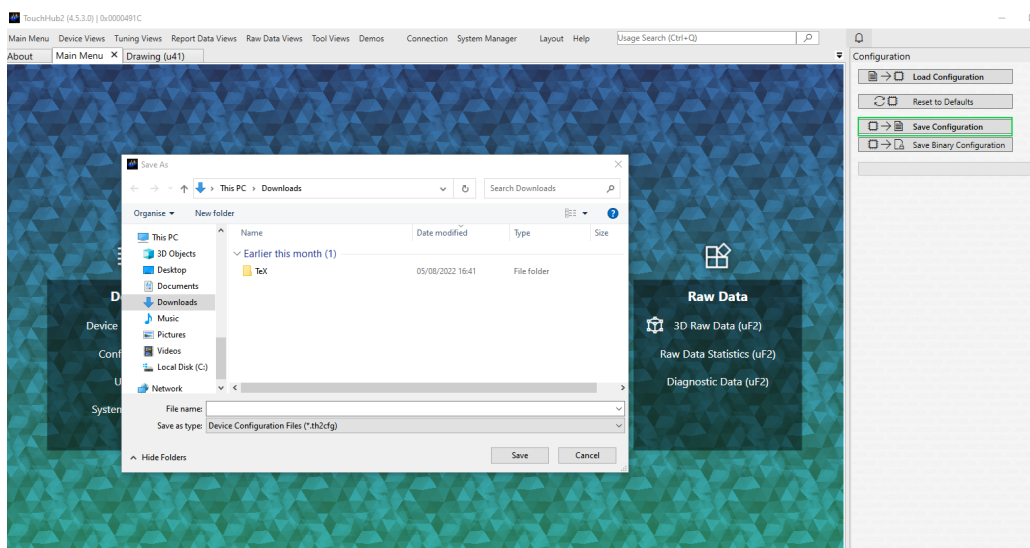 TouchHub2 (4.5.3.0) | 0x0000491C
Main Menu Device Views Tuning Views Report Data Views Raw Data Views Tool Views Demos Connection System Manager Layout Help Usage Search (Ctrl+Q)
About Main Menu X Drawing (u41)
Configuration
Load Configuration
Reset to Defaults
Save Configuration
Save Binary Configuration
Save As
This PC > Downloads
Search Downloads
Organise New folder
Name Date modified Type Size
This PC
3D Objects
Desktop
Documents
Downloads
Music
Pictures
Videos
Local Disk (C:)
Network
Earlier this month (1)
TeX 05/08/2022 16:41 File folder
File name:
Save as type: Device Configuration Files (*.th2cfg)
Hide Folders
Save Cancel
D
Device
Conf
U
System
Raw Data
3D Raw Data (uF2)
Raw Data Statistics (uF2)
Diagnostic Data (uF2)